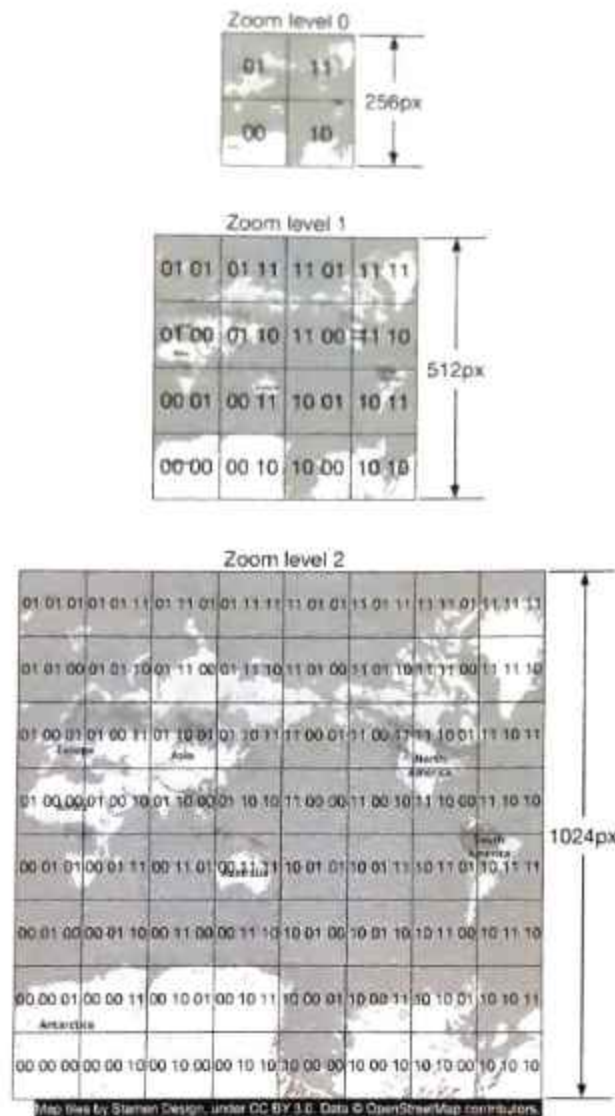 Zoom level 0
01 11
256px
00 10
Zoom level 1
01 01 01 11 11 01 11 11
01 00 01 10 11 00 11 10
512px
00 01 00 11 10 01 10 11
00 00 00 10 10 00 10 10
Zoom level 2
01 01 01 01 01 11 01 11 01 01 11 11 11 01 01 11 01 11 11 11 01 11 11 11
01 01 00 01 01 10 01 11 00 01 11 10 11 01 00 11 01 10 11 11 00 11 11 10
01 00 01 01 00 11 01 10 01 01 10 11 11 00 01 11 00 11 11 10 01 11 10 11
Europe Asia North America
01 00 00 01 00 10 01 10 00 01 10 10 11 00 00 11 00 10 11 10 00 11 10 10
1024px
South America
00 01 01 00 01 11 00 11 01 00 11 11 10 01 01 10 01 11 10 11 01 10 11 11
Australia
00 01 00 00 01 10 00 11 00 00 11 10 10 01 00 10 01 10 10 11 00 10 11 10
00 00 01 00 00 11 00 10 01 00 10 11 10 00 01 10 00 11 10 10 01 10 10 11
Antarctica
00 00 00 00 00 10 00 10 00 00 10 10 10 00 00 10 00 10 10 10 00 10 10 10
Map tiles by Stamen Design, under CC BY 3.0. Data © OpenStreetMap contributors